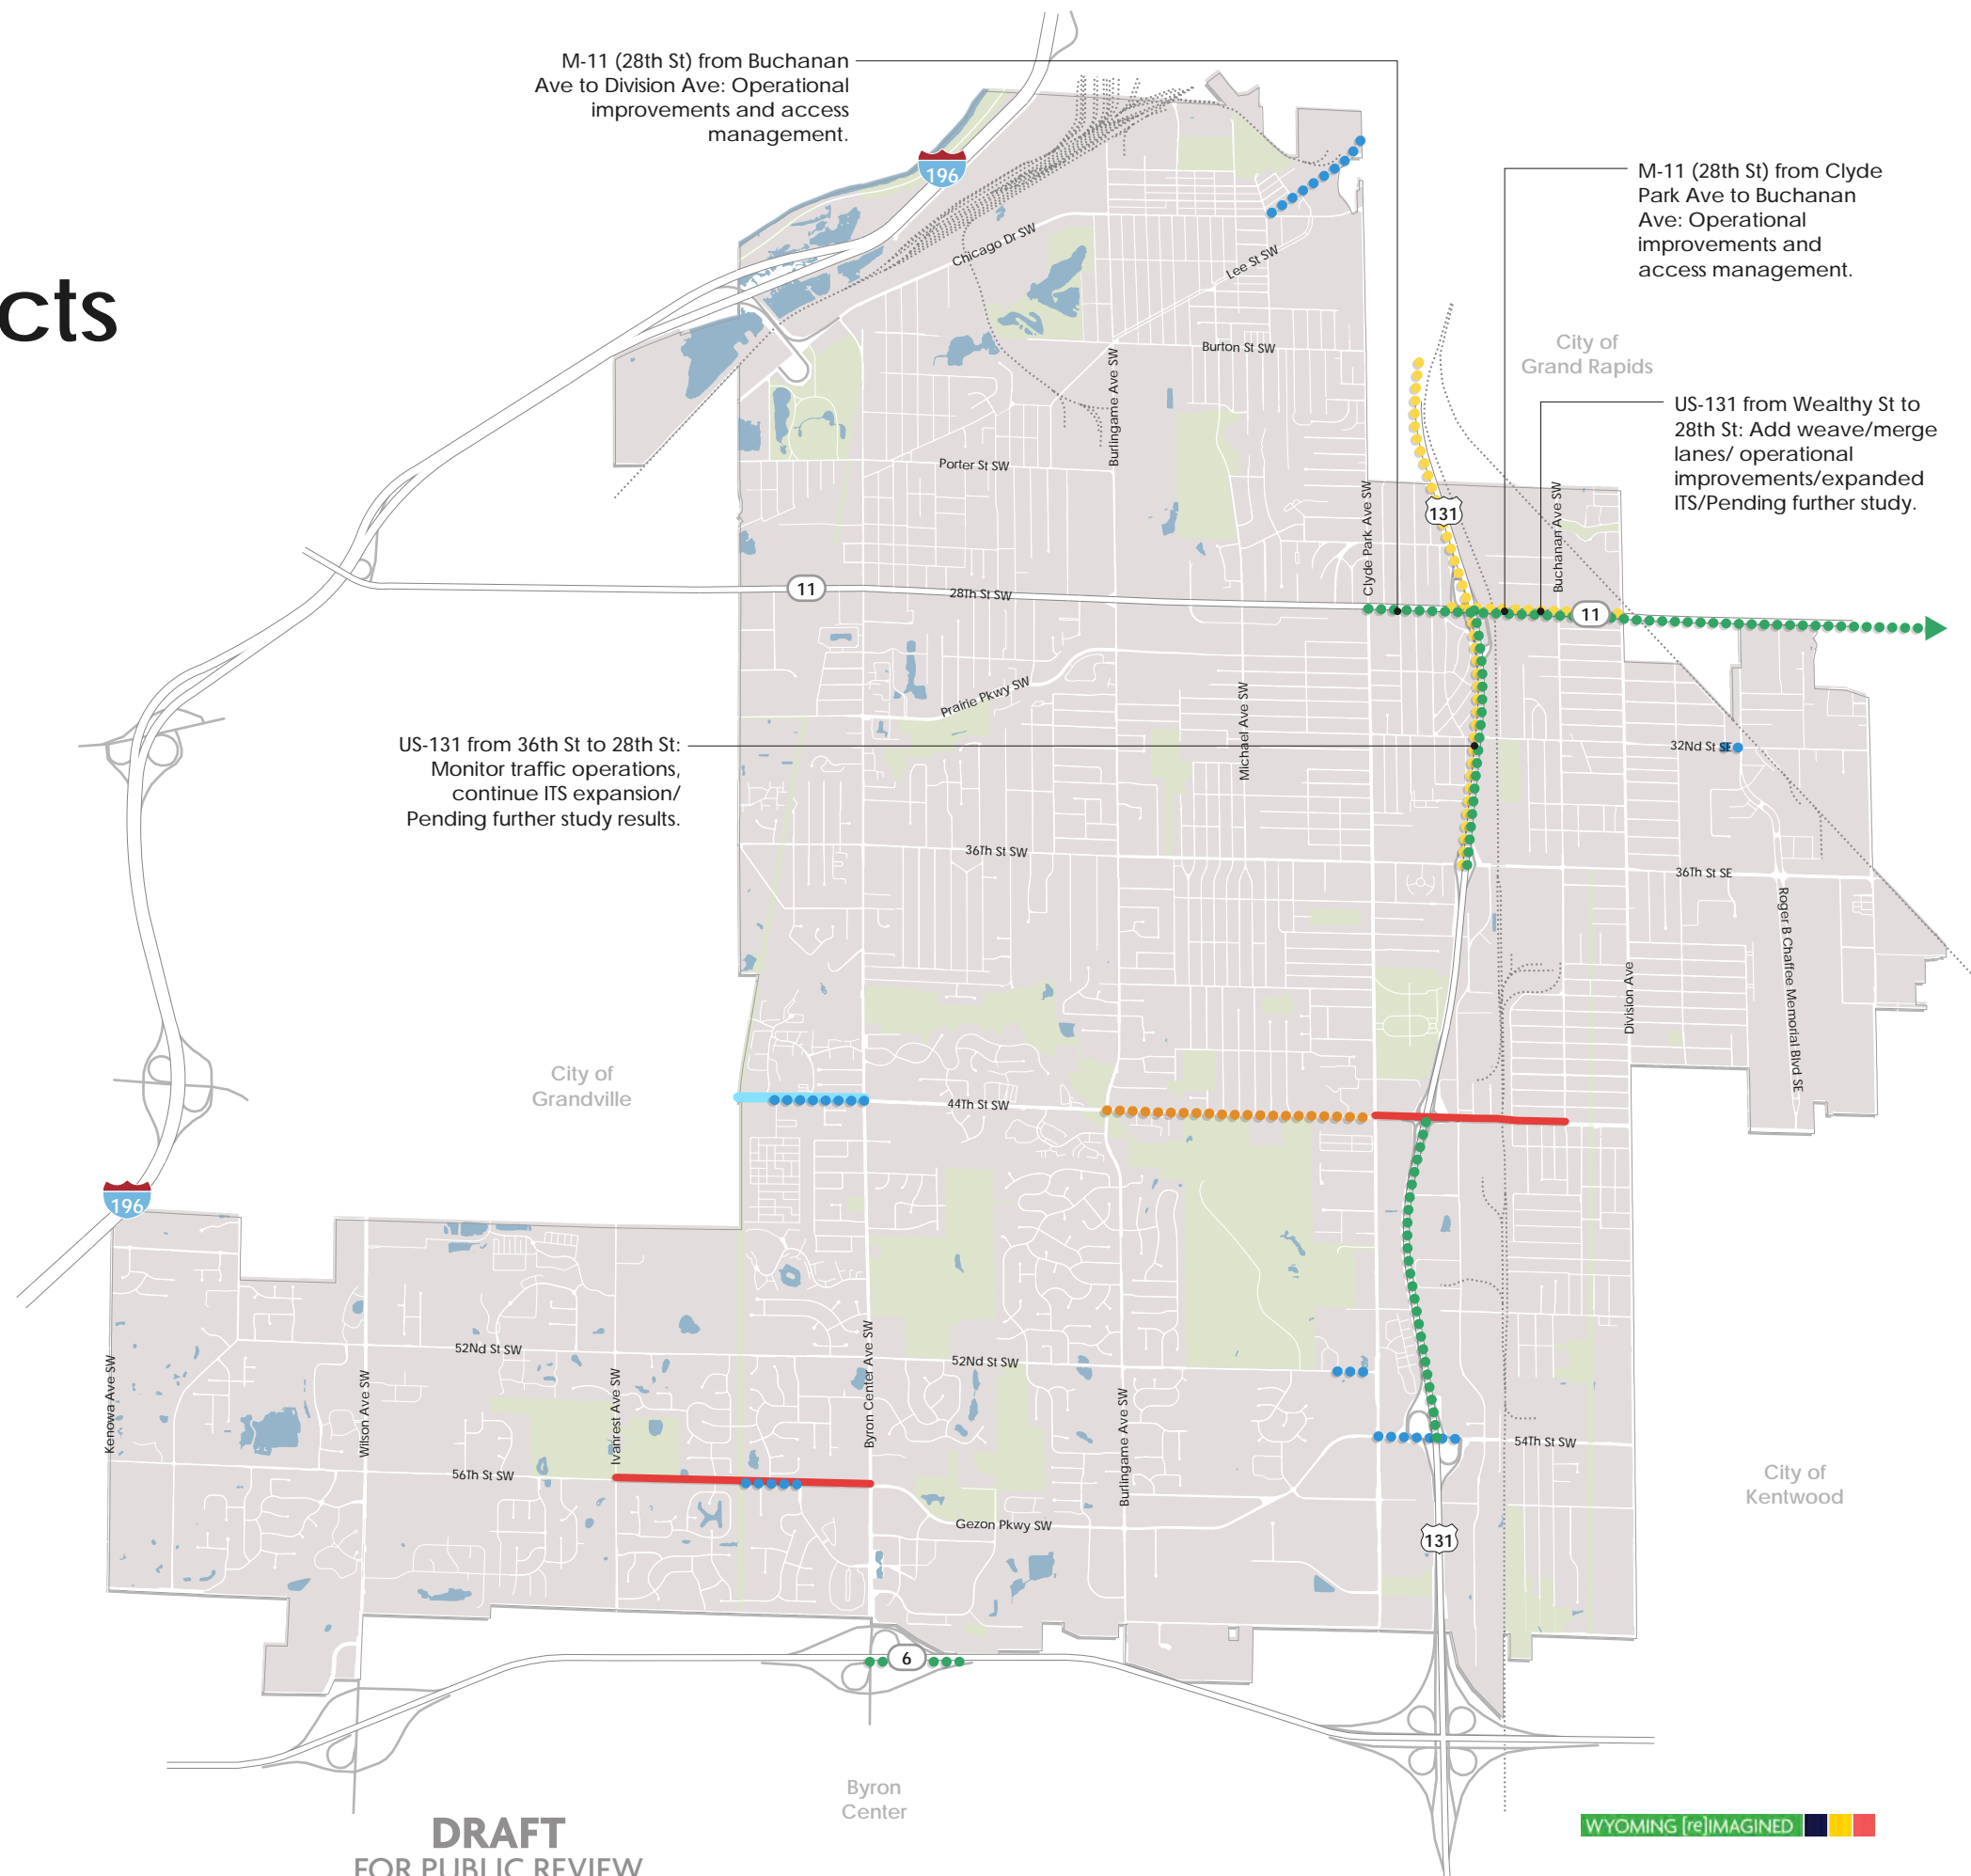 M-11 (28th St) from Buchanan
Ave to Division Ave: Operational
improvements and access
management.
196
M-11 (28th St) from Clyde
Park Ave to Buchanan
Ave: Operational
improvements and
access management.
Chicago Dr SW
Lee St SW
cts
Burton St SW
City of
Grand Rapids
Burlingame Ave SW
US-131 from Wealthy St to
28th St: Add weave/merge
lanes/ operational
improvements/expanded
ITS/Pending further study.
Porter St SW
Clyde Park Ave SW
131
Buchanan Ave SW
11
28Th St SW
11
Prairie Pkwy SW
Michael Ave SW
US-131 from 36th St to 28th St:
Monitor traffic operations,
continue ITS expansion/
Pending further study results.
32Nd St SE
36Th St SW
36Th St SE
Roger B Chaffee Memorial Blvd SE
Division Ave
City of
Grandville
44Th St SW
196
52Nd St SW
52Nd St SW
Kenowa Ave SW
Wilson Ave SW
Ivanrest Ave SW
Byron Center Ave SW
Burlingame Ave SW
54Th St SW
56Th St SW
City of
Kentwood
Gezon Pkwy SW
131
6
Byron
Center
DRAFT
FOR PUBLIC REVIEW
WYOMING [re]IMAGINED